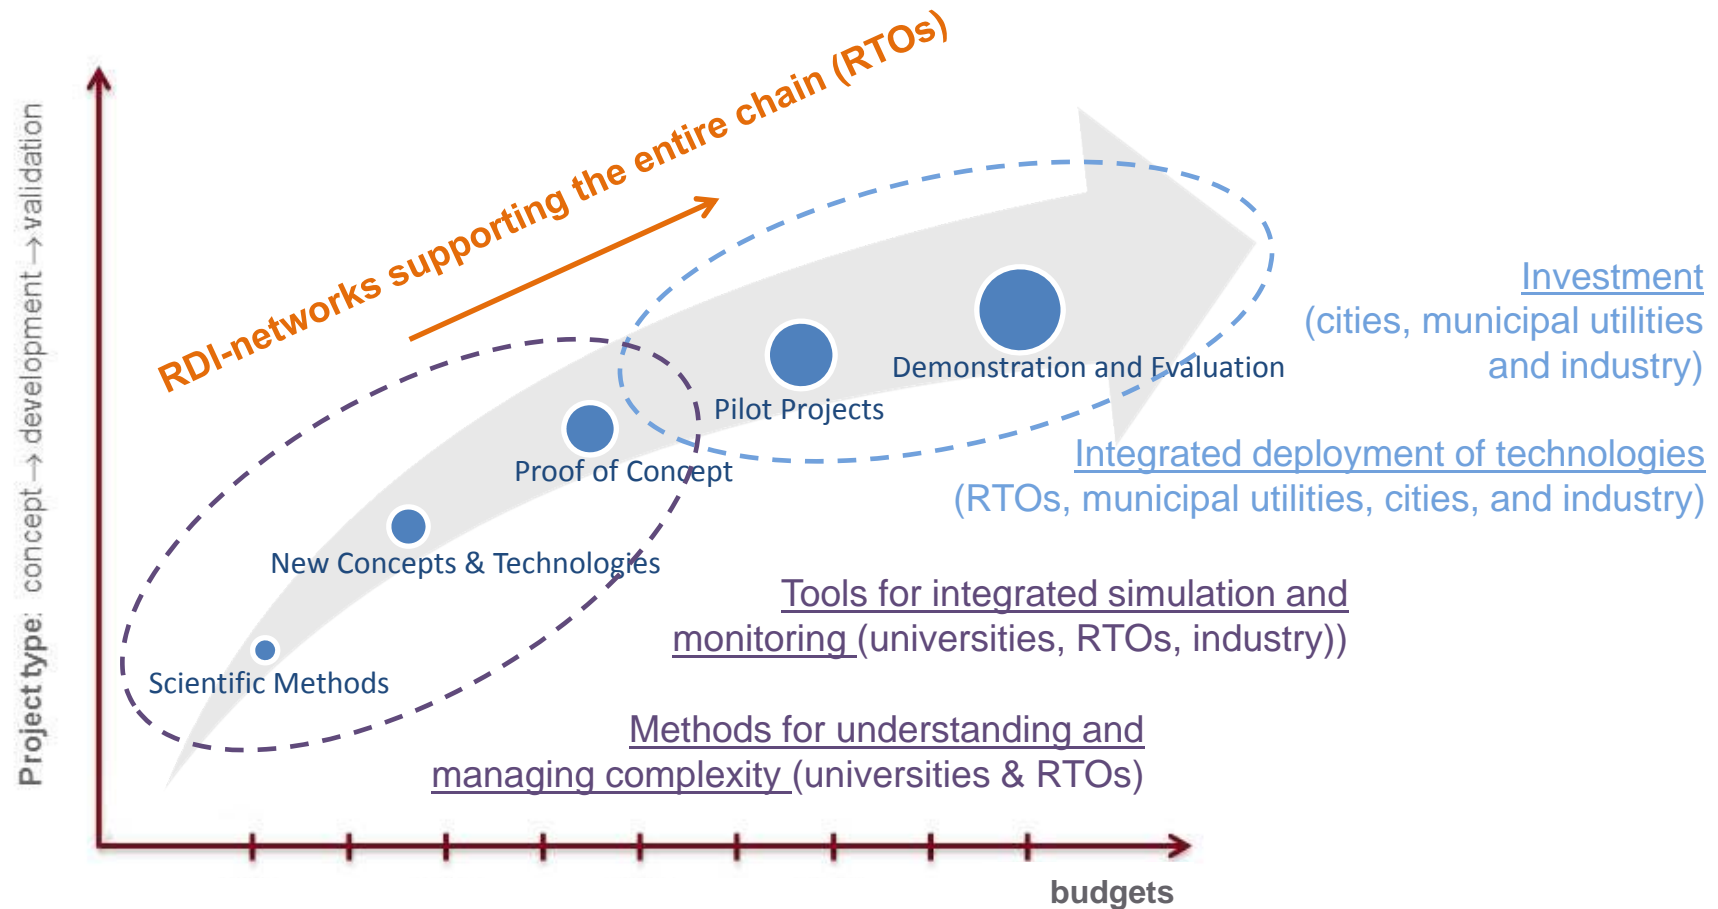 RDI-networks supporting the entire chain (RTOs)
Project type: concept → development → validation
Investment
(cities, municipal utilities
and industry)
Demonstration and Evaluation
Pilot Projects
Integrated deployment of technologies
(RTOs, municipal utilities, cities, and industry)
Proof of Concept
New Concepts & Technologies
Tools for integrated simulation and
monitoring (universities, RTOs, industry))
Scientific Methods
Methods for understanding and
managing complexity (universities & RTOs)
budgets